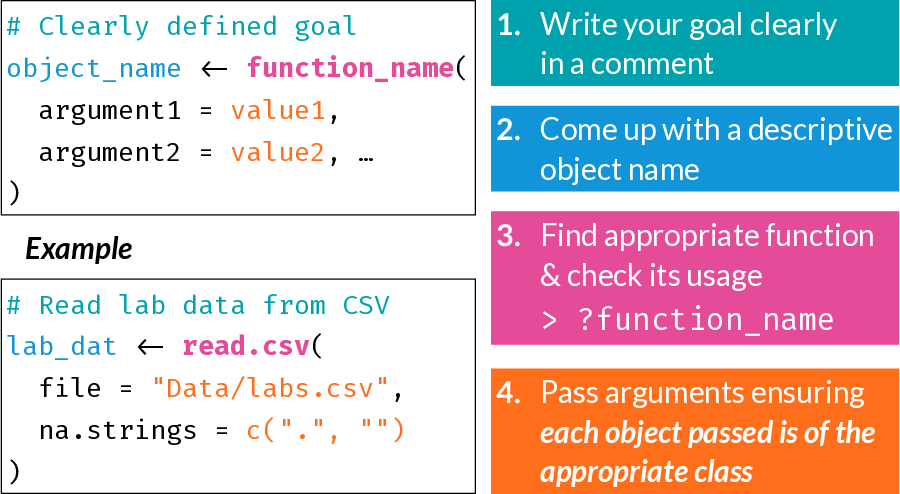 # Clearly defined goal
object_name <- function_name(
  argument1 = value1,
  argument2 = value2, …
)
Example
# Read lab data from CSV
lab_dat <- read.csv(
  file = "Data/labs.csv",
  na.strings = c(".", "")
)
1. Write your goal clearly
in a comment
2. Come up with a descriptive
object name
3. Find appropriate function
& check its usage
> ?function_name
4. Pass arguments ensuring
each object passed is of the
appropriate class